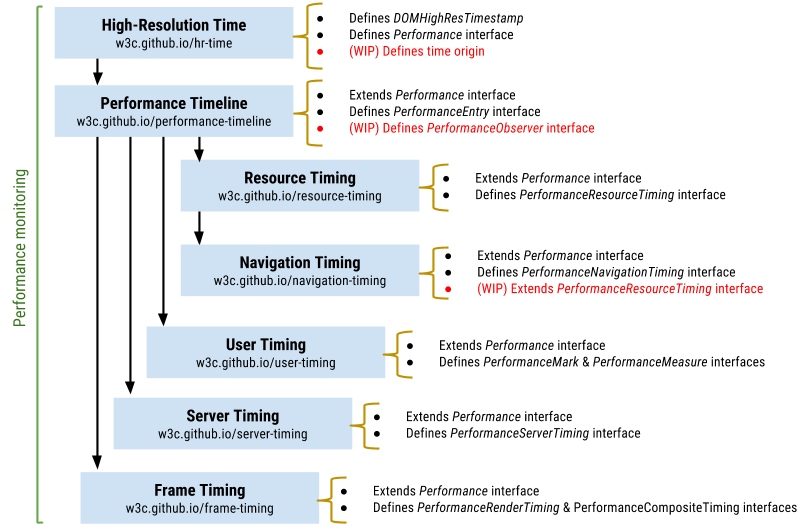 Performance monitoring
High-Resolution Time
w3c.github.io/hr-time
● Defines DOMHighResTimestamp
● Defines Performance interface
● (WIP) Defines time origin
Performance Timeline
w3c.github.io/performance-timeline
● Extends Performance interface
● Defines PerformanceEntry interface
● (WIP) Defines PerformanceObserver interface
Resource Timing
w3c.github.io/resource-timing
● Extends Performance interface
● Defines PerformanceResourceTiming interface
Navigation Timing
w3c.github.io/navigation-timing
● Extends Performance interface
● Defines PerformanceNavigationTiming interface
● (WIP) Extends PerformanceResourceTiming interface
User Timing
w3c.github.io/user-timing
● Extends Performance interface
● Defines PerformanceMark & PerformanceMeasure interfaces
Server Timing
w3c.github.io/server-timing
● Extends Performance interface
● Defines PerformanceServerTiming interface
Frame Timing
w3c.github.io/frame-timing
● Extends Performance interface
● Defines PerformanceRenderTiming & PerformanceCompositeTiming interfaces